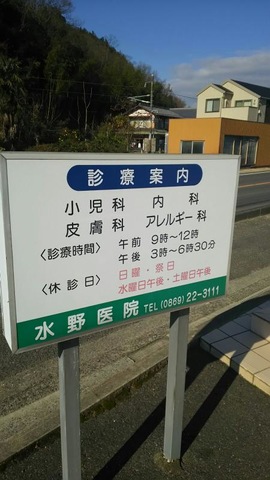 診療案内
小児科 内科
皮膚科 アレルギー科
〈診療時間〉 午前 9時〜12時
午後 3時〜6時30分
〈休診日〉 日曜・祭日
水曜日午後・土曜日午後
水野医院 TEL (0869) 22-3111